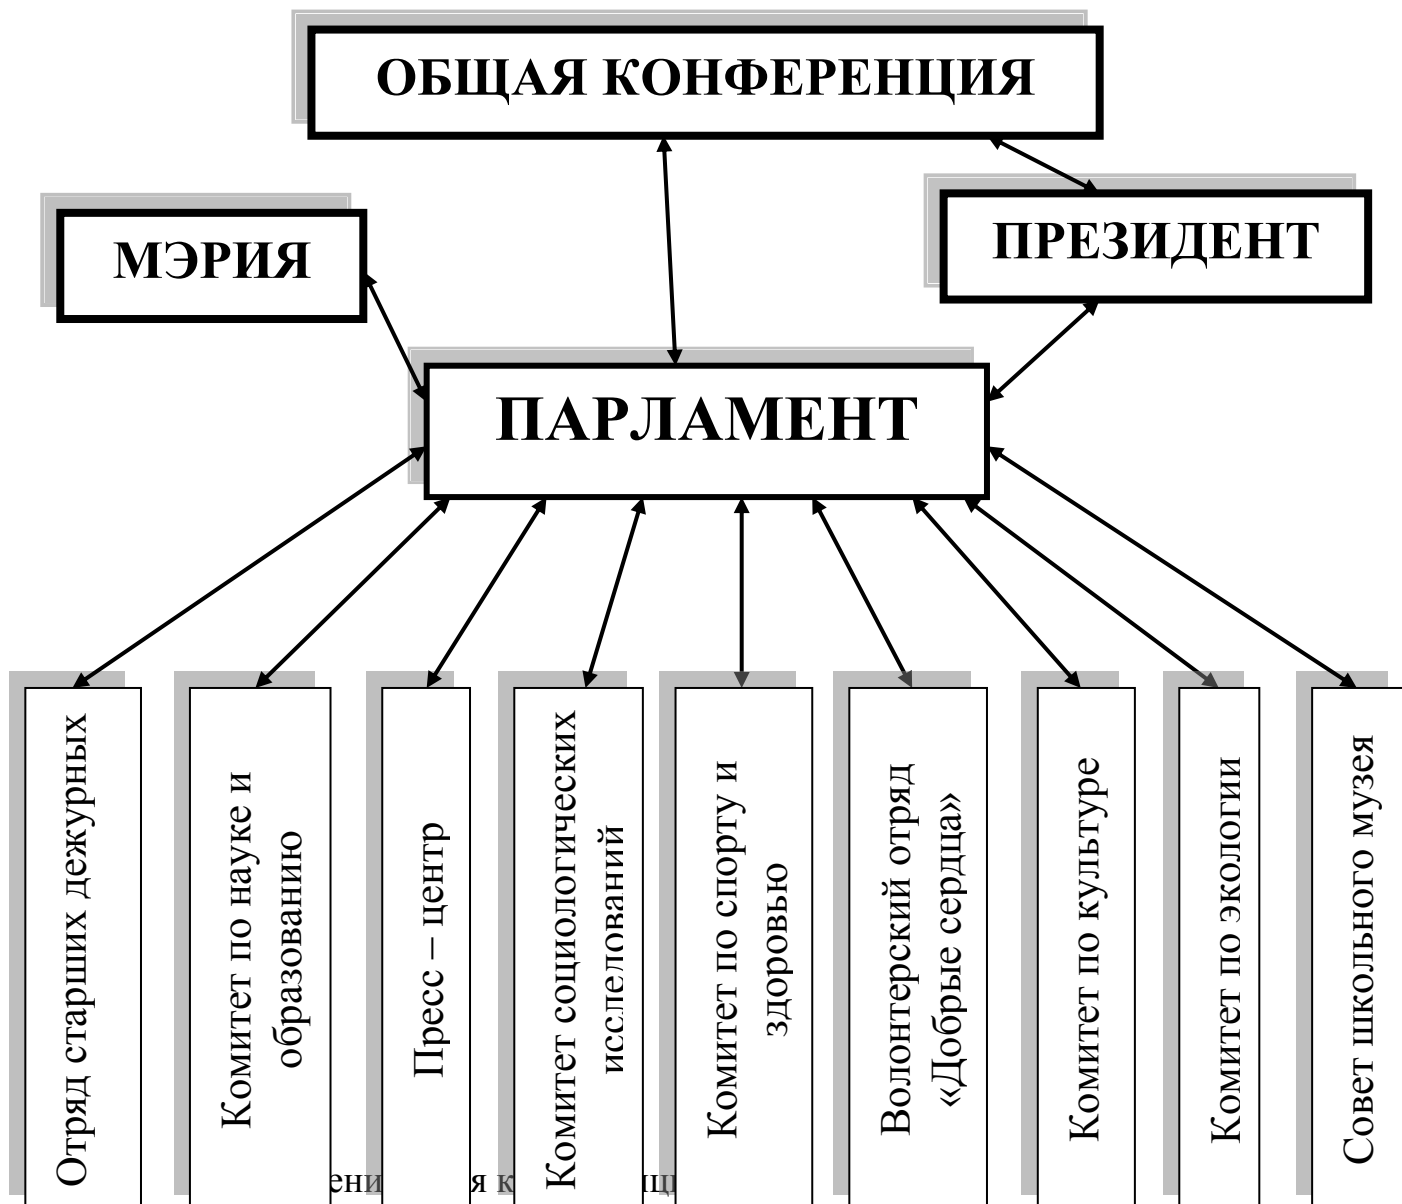 ОБЩАЯ КОНФЕРЕНЦИЯ
ПРЕЗИДЕНТ
МЭРИЯ
ПАРЛАМЕНТ
Отряд старших дежурных
Комитет по науке и
образованию
Пресс – центр
Комитет социологических
исследований
Комитет по спорту и
здоровью
Волонтерский отряд
«Добрые сердца»
Комитет по культуре
Комитет по экологии
Совет школьного музея